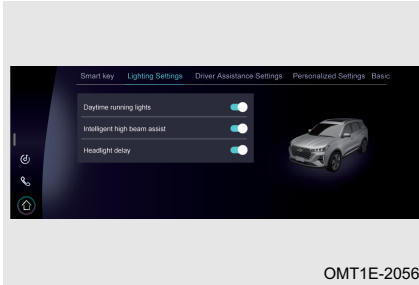 Smart key Lighting Settings Driver Assistance Settings Personalized Settings Basic
Daytime running lights
Intelligent high beam assist
Headlight delay
OMT1E-2056